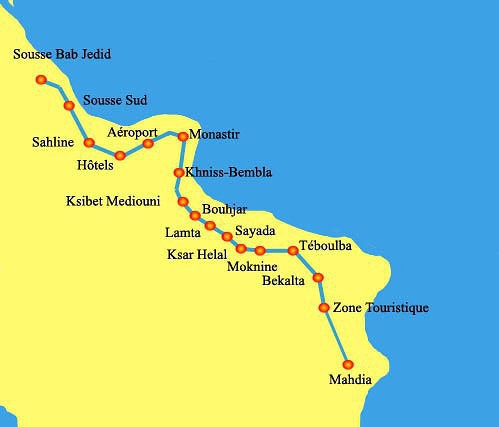 Sousse Bab Jedid
Sousse Sud
Sahline
Hôtels
Aéroport
Monastir
Khniss-Bembla
Ksibet Mediouni
Bouhjar
Lamta
Sayada
Ksar Helal
Moknine
Téboulba
Bekalta
Zone Touristique
Mahdia